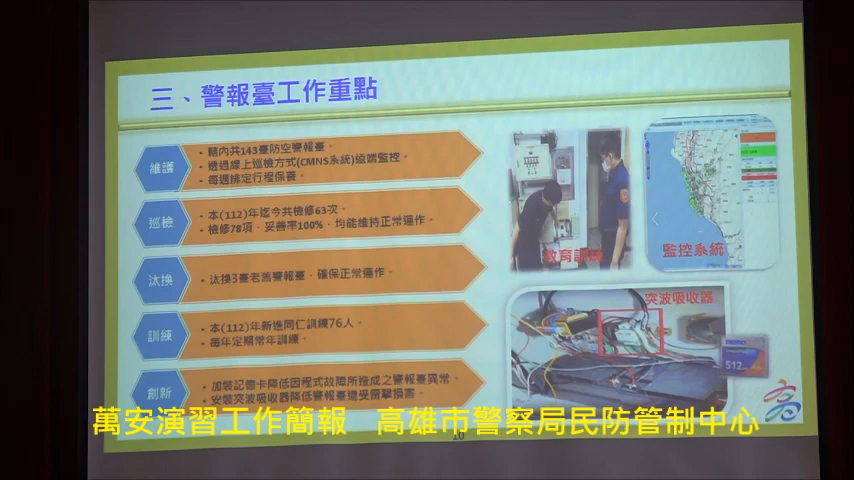 三、警報臺工作重點
維護
・轄內共143臺防空警報臺。
・透過線上巡檢方式(CMNS系統)遠端監控。
・每週排定行程保養。
巡檢
・本(112)年迄今共檢修63次。
・檢修78項，妥善率100%，均能維持正常運作。
汰換
・汰換3臺老舊警報臺，確保正常運作。
訓練
・本(112)年新進同仁訓練76人。
・每年定期常年訓練。
創新
・加裝記憶卡降低因程式故障所造成之警報臺異常。
・安裝突波吸收器降低警報臺遭受雷擊損害。
教育訓練
監控系統
突波吸收器
512
萬安演習工作簡報 高雄市警察局民防管制中心
10